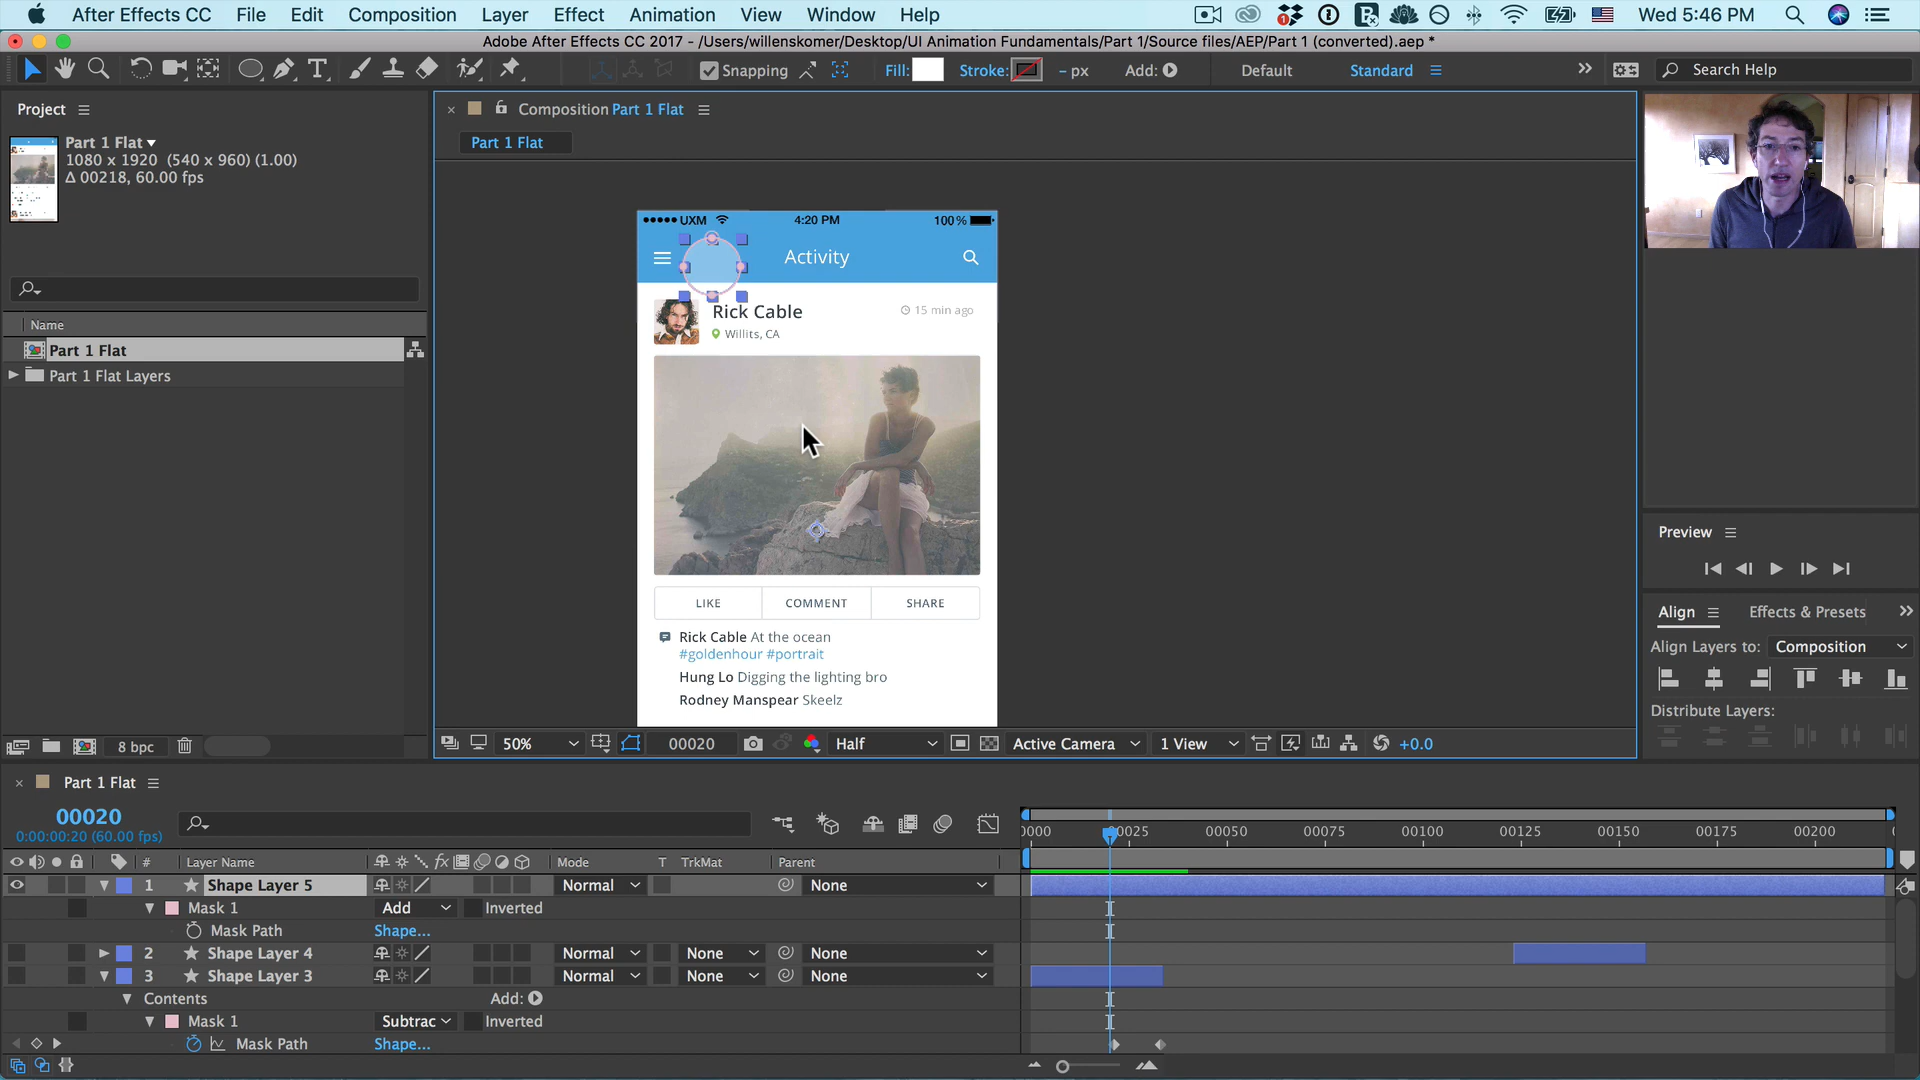 After Effects CC File Edit Composition Layer Effect Animation View Window Help
1
Wed 5:46 PM
Adobe After Effects CC 2017 - /Users/willenskomer/Desktop/UI Animation Fundamentals/Part 1/Source files/AEP/Part 1 (converted).aep *
Snapping
Fill:
Stroke:
- px
Add:
Default
Standard
Search Help
Project
Part 1 Flat
1080 x 1920 (540 x 960) (1.00)
Δ 00218, 60.00 fps
Name
Part 1 Flat
Part 1 Flat Layers
8 bpc
Composition Part 1 Flat
Part 1 Flat
UXM
4:20 PM
100%
Activity
Rick Cable
15 min ago
Willits, CA
LIKE
COMMENT
SHARE
Rick Cable At the ocean
#goldenhour #portrait
Hung Lo Digging the lighting bro
Rodney Manspear Skeelz
50%
00020
Half
Active Camera
1 View
+0.0
Preview
Align
Effects & Presets
Align Layers to:
Composition
Distribute Layers:
Part 1 Flat
00020
0:00:00:20 (60.00 fps)
0000 00025 00050 00075 00100 00125 00150 00175 00200
# Layer Name fx Mode T TrkMat Parent
1 Shape Layer 5 Normal None
Mask 1 Add Inverted
Mask Path Shape...
2 Shape Layer 4 Normal None None
3 Shape Layer 3 Normal None None
Contents Add:
Mask 1 Subtrac Inverted
Mask Path Shape...